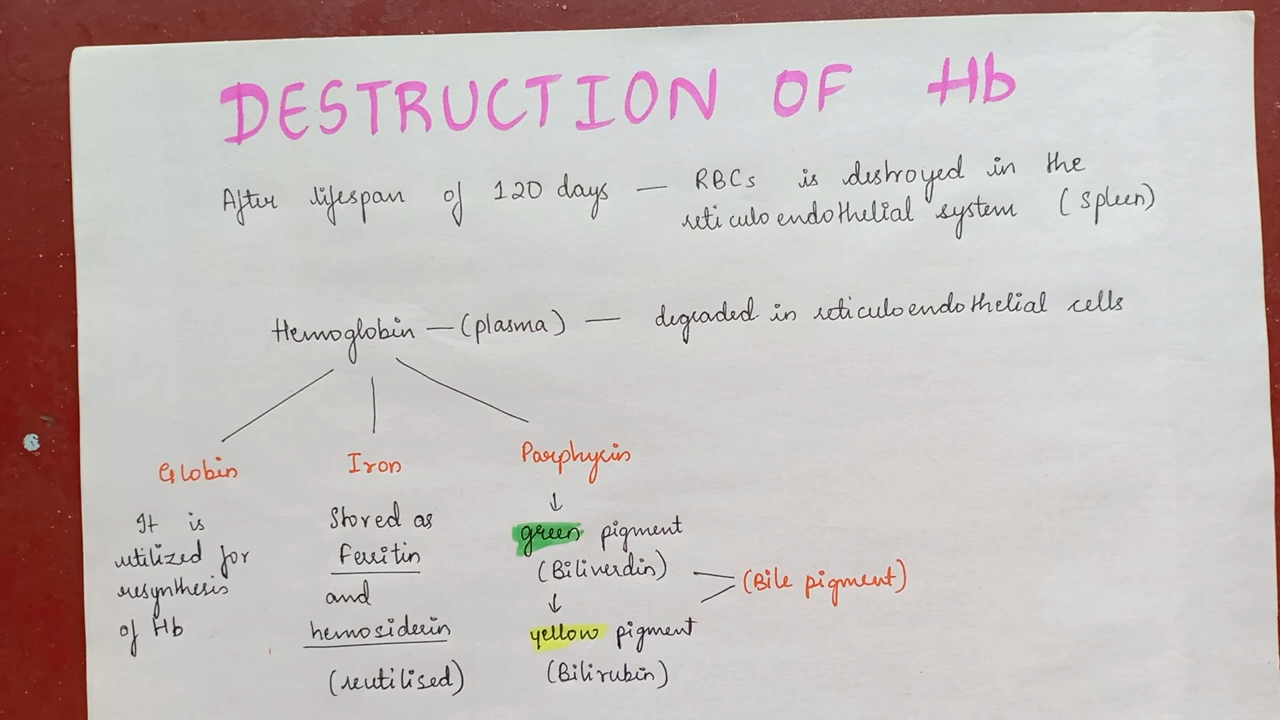 DESTRUCTION OF Hb
After lifespan of 120 days — RBCs is destroyed in the
reticuloendothelial system (spleen)
Hemoglobin — (plasma) — degraded in reticuloendothelial cells
Globin
It is
utilized for
resynthesis
of Hb
Iron
Stored as
Ferritin
and
hemosiderin
(reutilised)
Porphyrin
↓
green pigment
(Biliverdin)
↓
yellow pigment
(Bilirubin)
(Bile pigment)